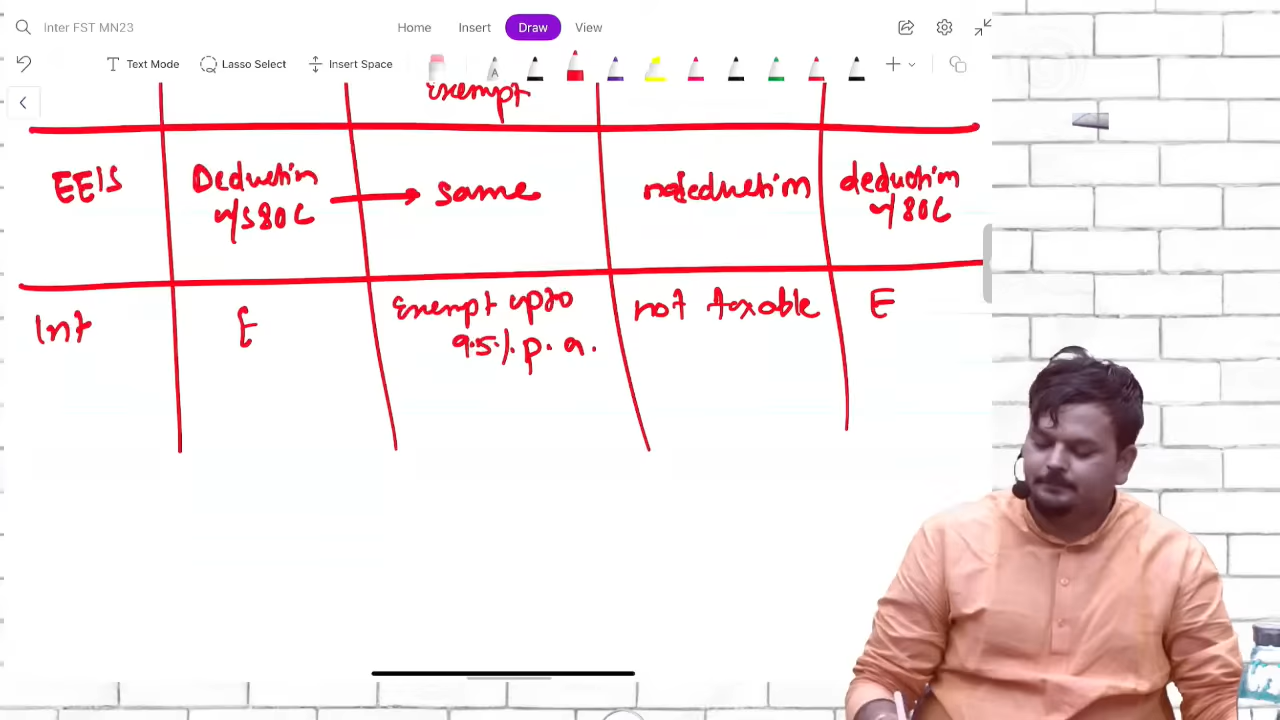 Inter FST MN23
Home Insert Draw View
Text Mode Lasso Select Insert Space
Exempt
EE'S Deduction same no deduction deduction
u/s 80C u/ 80C
Int E Exempt upto not taxable E
9.5% p.a.